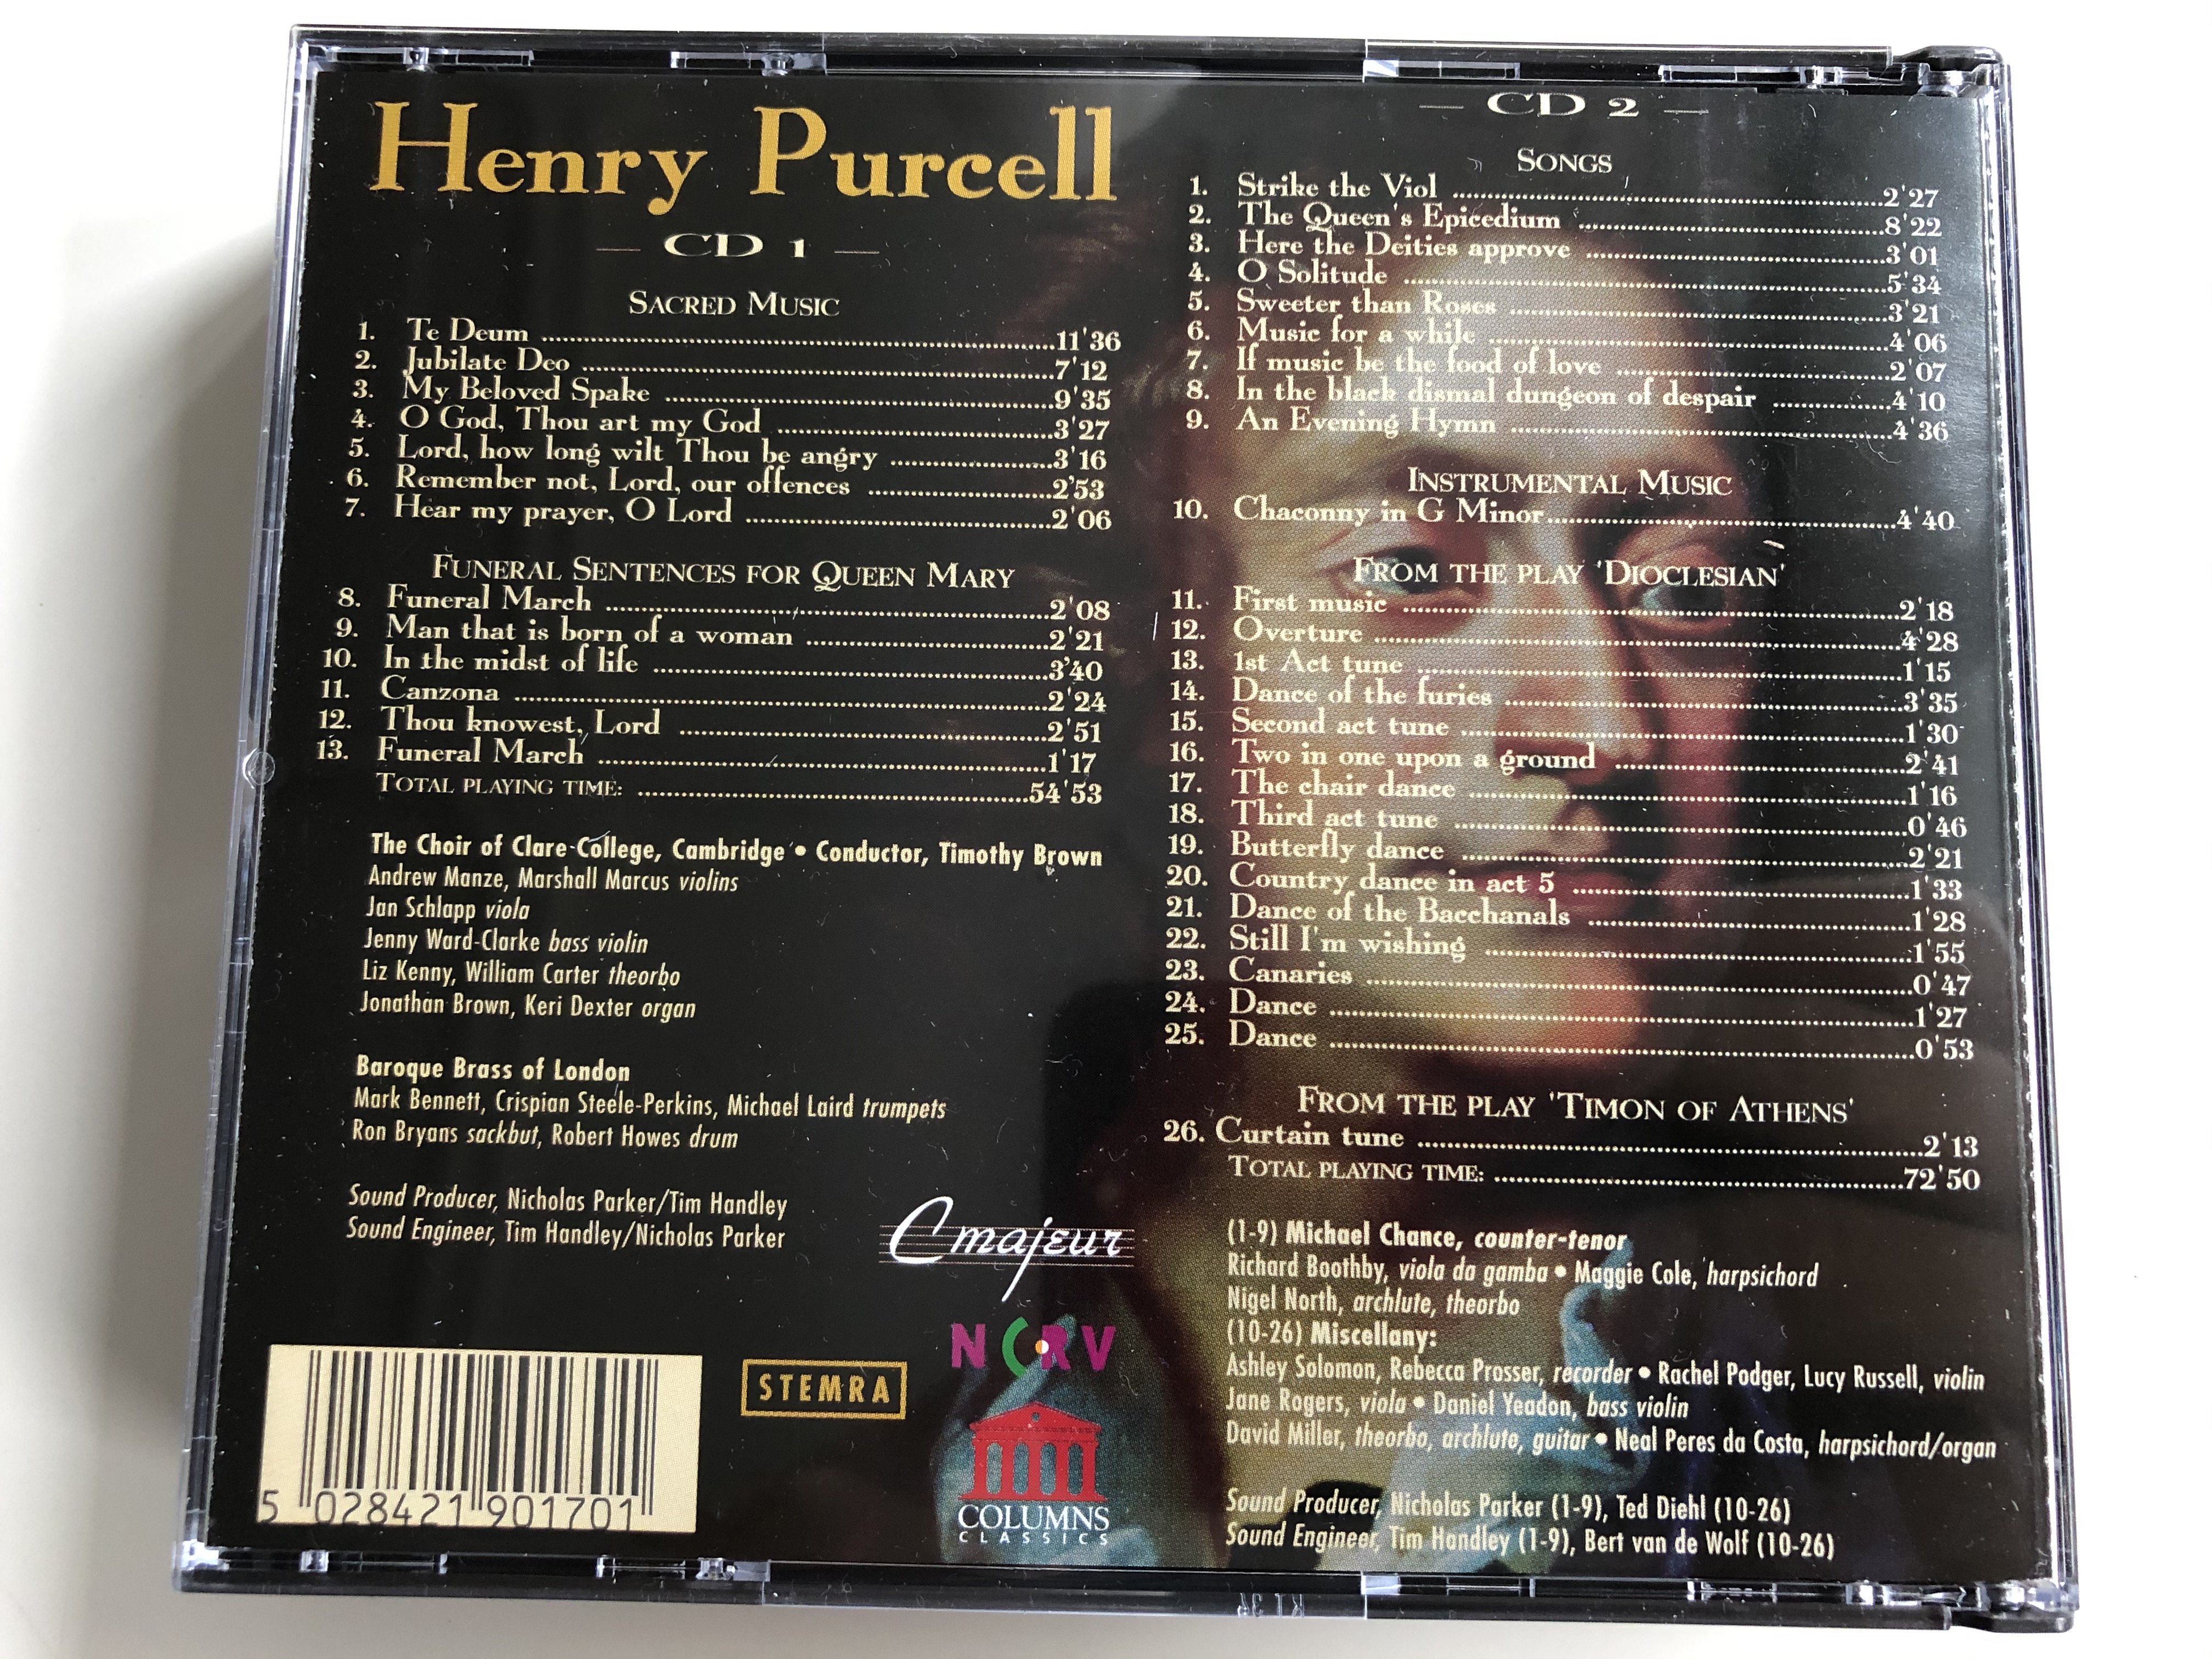 Henry Purcell
— CD 1 —
SACRED MUSIC
1. Te Deum ........ 11'36
2. Jubilate Deo ........ 7'12
3. My Beloved Spake ........ 9'35
4. O God, Thou art my God ........ 3'27
5. Lord, how long wilt Thou be angry ........ 3'16
6. Remember not, Lord, our offences ........ 2'53
7. Hear my prayer, O Lord ........ 2'06
FUNERAL SENTENCES FOR QUEEN MARY
8. Funeral March ........ 2'08
9. Man that is born of a woman ........ 2'21
10. In the midst of life ........ 3'40
11. Canzona ........ 2'24
12. Thou knowest, Lord ........ 2'51
13. Funeral March ........ 1'17
TOTAL PLAYING TIME: ........ 54'53
The Choir of Clare College, Cambridge • Conductor, Timothy Brown
Andrew Manze, Marshall Marcus violins
Jan Schlapp viola
Jenny Ward-Clarke bass violin
Liz Kenny, William Carter theorbo
Jonathan Brown, Keri Dexter organ
Baroque Brass of London
Mark Bennett, Crispian Steele-Perkins, Michael Laird trumpets
Ron Bryans sackbut, Robert Howes drum
Sound Producer, Nicholas Parker/Tim Handley
Sound Engineer, Tim Handley/Nicholas Parker
C majeur
NCRV
STEMRA
COLUMNS
CLASSICS
5 028421 901701
— CD 2 —
SONGS
1. Strike the Viol ........ 2'27
2. The Queen's Epicedium ........ 8'22
3. Here the Deities approve ........ 3'01
4. O Solitude ........ 5'34
5. Sweeter than Roses ........ 3'21
6. Music for a while ........ 4'06
7. If music be the food of love ........ 2'07
8. In the black dismal dungeon of despair ........ 4'10
9. An Evening Hymn ........ 4'36
INSTRUMENTAL MUSIC
10. Chaconny in G Minor ........ 4'40
FROM THE PLAY 'DIOCLESIAN'
11. First music ........ 2'18
12. Overture ........ 4'28
13. 1st Act tune ........ 1'15
14. Dance of the furies ........ 3'35
15. Second act tune ........ 1'30
16. Two in one upon a ground ........ 2'41
17. The chair dance ........ 1'16
18. Third act tune ........ 0'46
19. Butterfly dance ........ 2'21
20. Country dance in act 5 ........ 1'33
21. Dance of the Bacchanals ........ 1'28
22. Still I'm wishing ........ 1'55
23. Canaries ........ 0'47
24. Dance ........ 1'27
25. Dance ........ 0'53
FROM THE PLAY 'TIMON OF ATHENS'
26. Curtain tune ........ 2'13
TOTAL PLAYING TIME: ........ 72'50
(1-9) Michael Chance, counter-tenor
Richard Boothby, viola da gamba • Maggie Cole, harpsichord
Nigel North, archlute, theorbo
(10-26) Miscellany:
Ashley Solomon, Rebecca Prosser, recorder • Rachel Podger, Lucy Russell, violin
Jane Rogers, viola • Daniel Yeadon, bass violin
David Miller, theorbo, archlute, guitar • Neal Peres da Costa, harpsichord/organ
Sound Producer, Nicholas Parker (1-9), Ted Diehl (10-26)
Sound Engineer, Tim Handley (1-9), Bert van de Wolf (10-26)